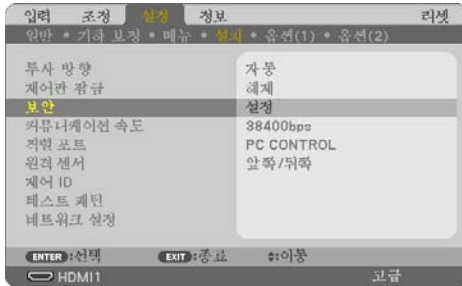 입력 조정 설정 정보 리셋
일반 • 기하 보정 • 메뉴 • 설치 • 옵션(1) • 옵션(2)
투사 방향 자동
제어판 잠금 해제
보안 설정
커뮤니케이션 속도 38400bps
직렬 포트 PC CONTROL
원격 센서 앞쪽/뒤쪽
제어 ID
테스트 패턴
네트워크 설정
ENTER :선택 EXIT :종료 :이동
HDMI1 고급